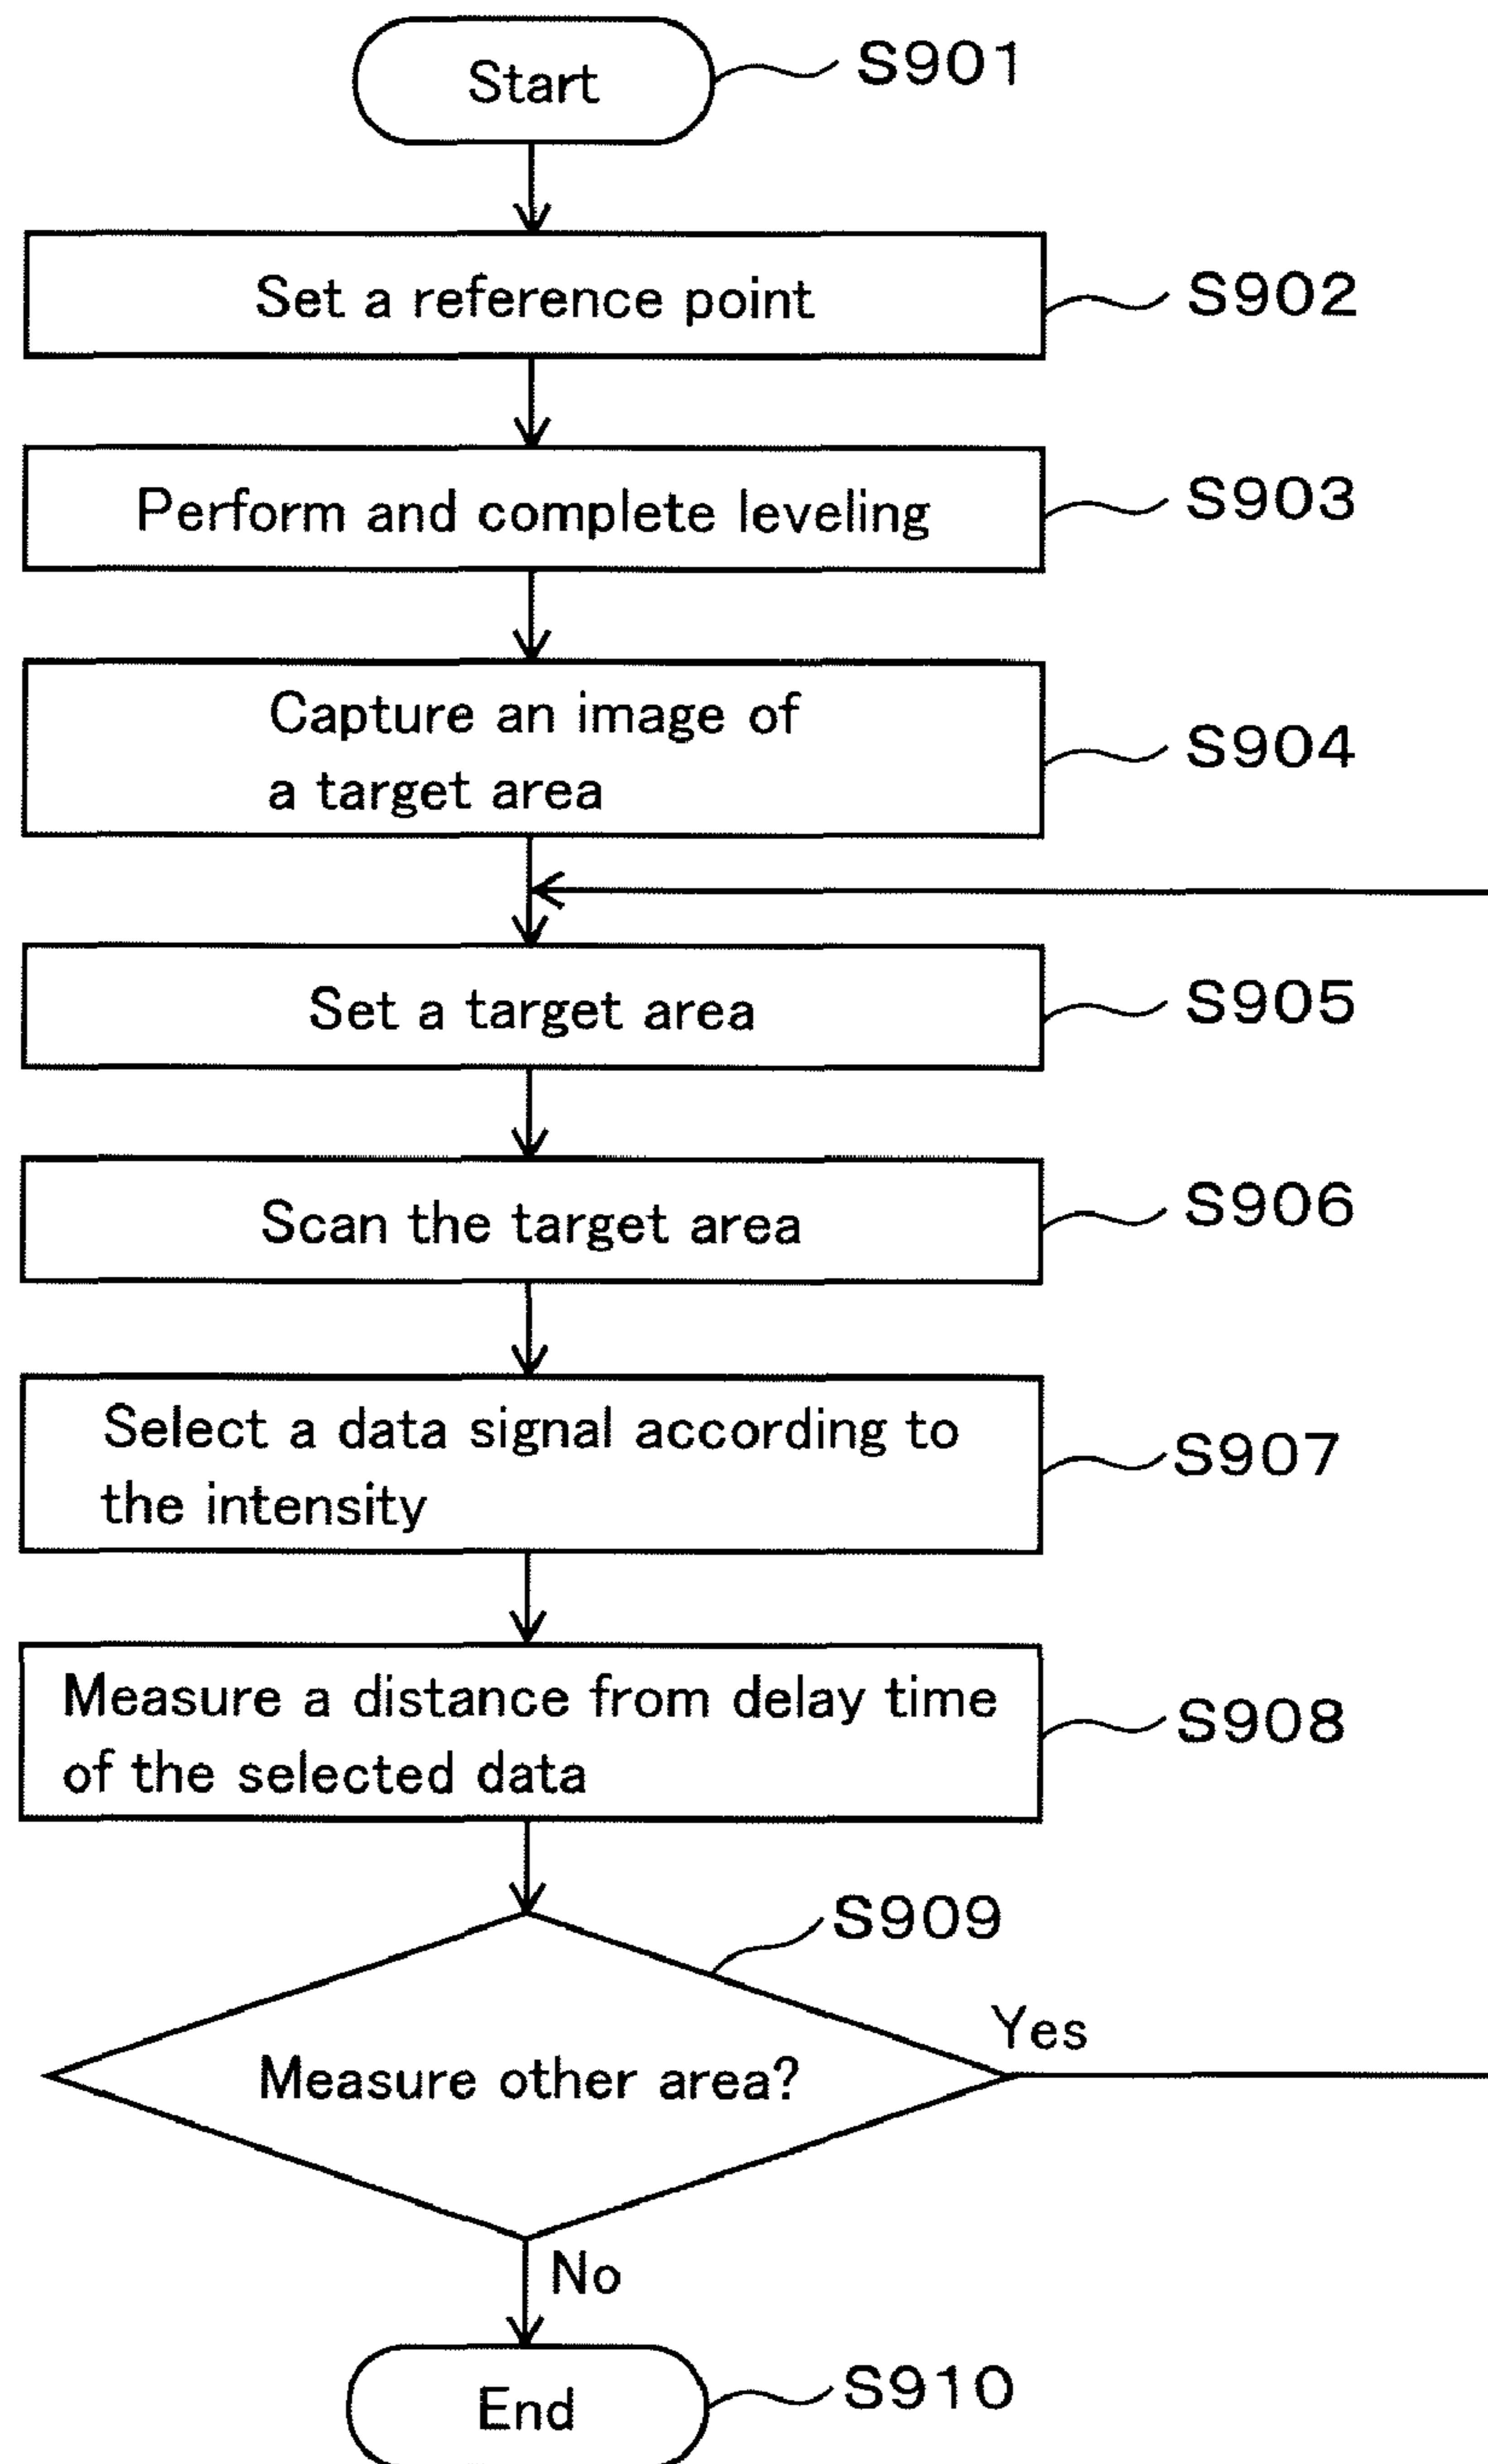 Start
S901
Set a reference point
S902
Perform and complete leveling
S903
Capture an image of
a target area
S904
Set a target area
S905
Scan the target area
S906
Select a data signal according to
the intensity
S907
Measure a distance from delay time
of the selected data
S908
S909
Measure other area?
Yes
No
End
S910